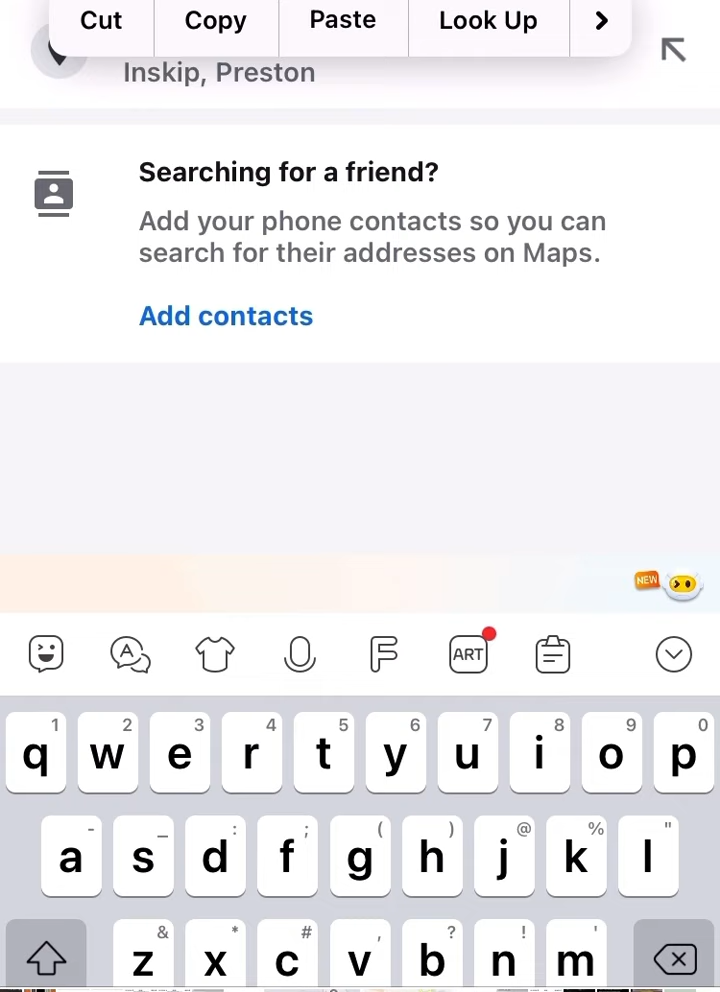 Cut Copy Paste Look Up
Inskip, Preston
Searching for a friend?
Add your phone contacts so you can
search for their addresses on Maps.
Add contacts
NEW
A F ART
1 2 3 4 5 6 7 8 9 0
q w e r t y u i o p
- _ : ; ( ) @ % "
a s d f g h j k l
& * # , ? ! '
z x c v b n m